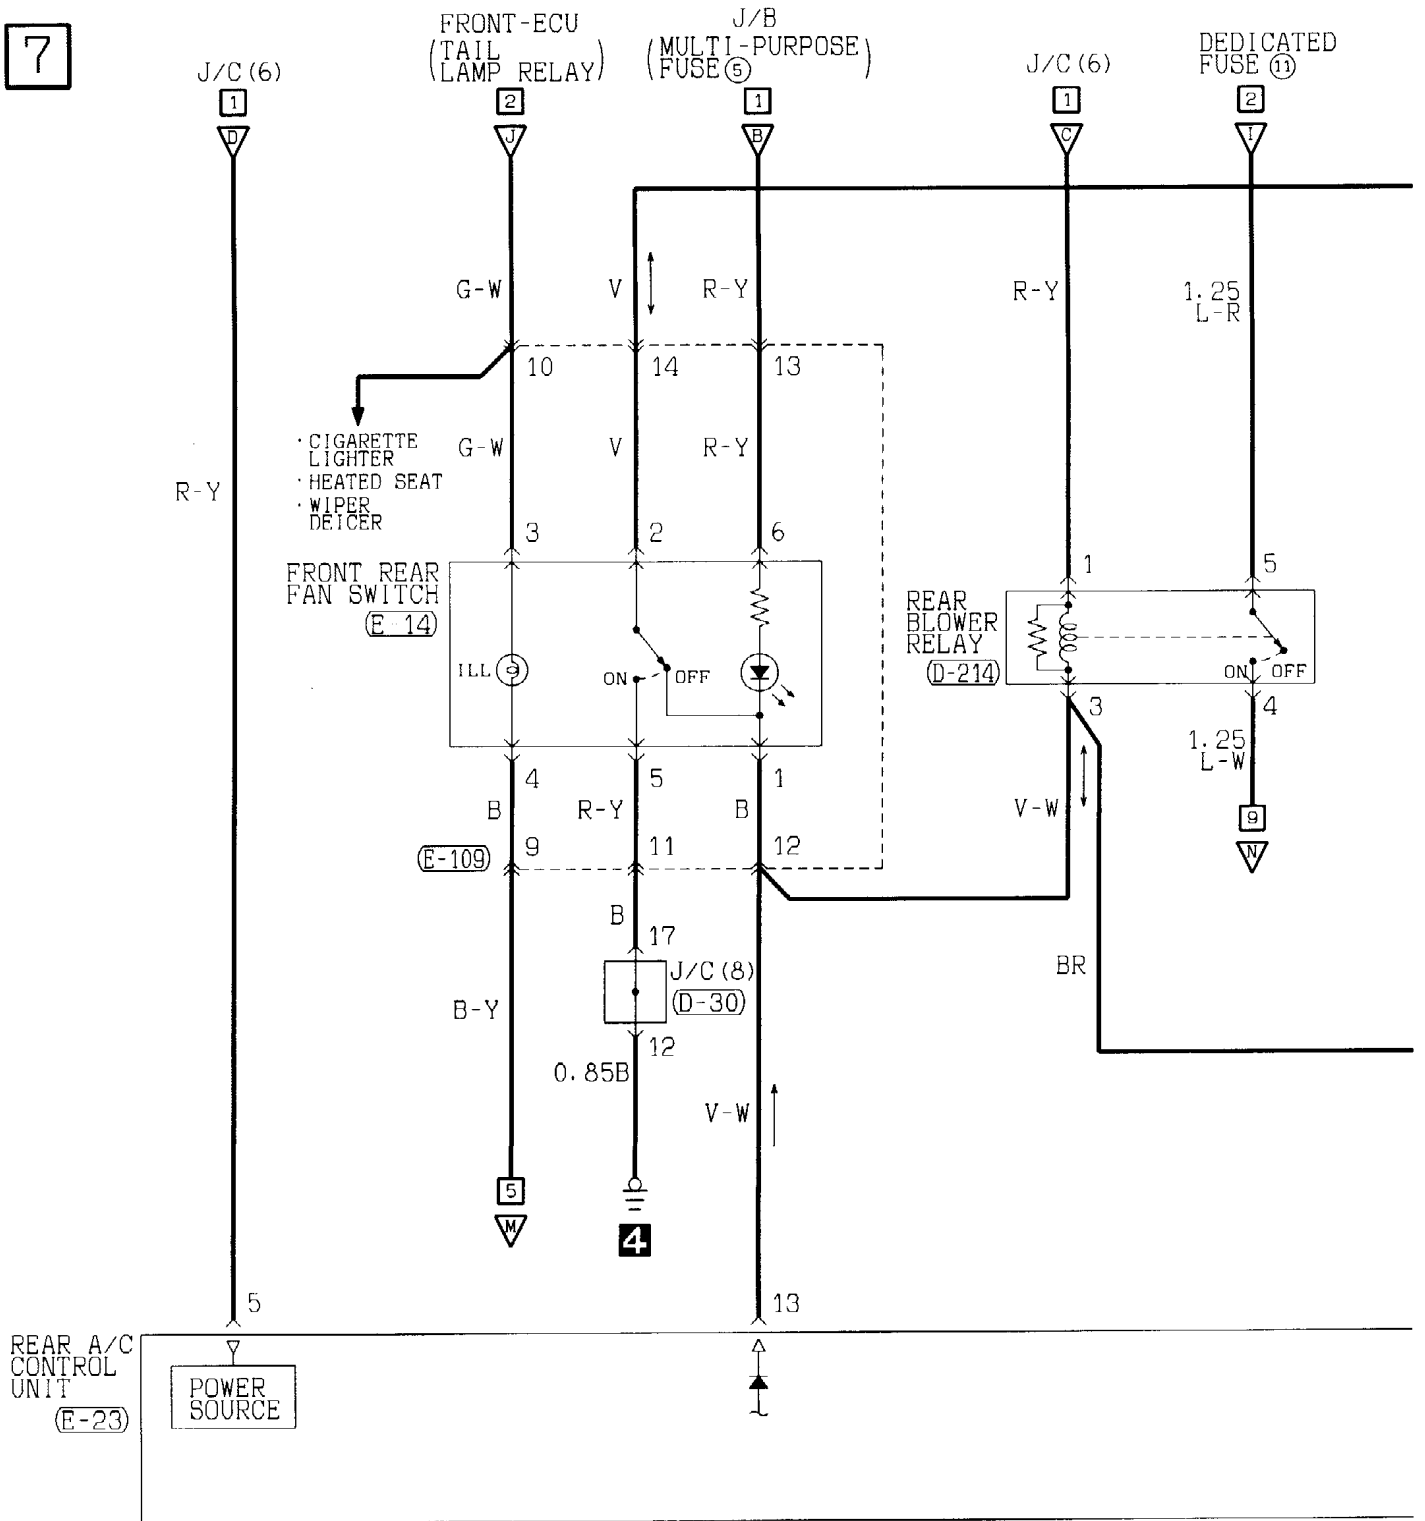 7
J/C(6)
FRONT-ECU
(TAIL
LAMP RELAY)
J/B
(MULTI-PURPOSE
FUSE⑤)
J/C(6)
DEDICATED
FUSE ⑪
1
2
1
1
2
D
J
B
C
I
G-W
V
R-Y
R-Y
1.25
L-R
10
14
13
· CIGARETTE
LIGHTER
· HEATED SEAT
· WIPER
DEICER
G-W
V
R-Y
R-Y
3
2
6
1
5
FRONT REAR
FAN SWITCH
E-14
ILL
ON
OFF
REAR
BLOWER
RELAY
D-214
ON
OFF
4
5
1
3
4
B
R-Y
B
V-W
1.25
L-W
E-109
9
11
12
9
N
B
17
J/C(8)
D-30
B-Y
12
0.85B
V-W
BR
5
M
4
5
13
REAR A/C
CONTROL
UNIT
E-23
POWER
SOURCE